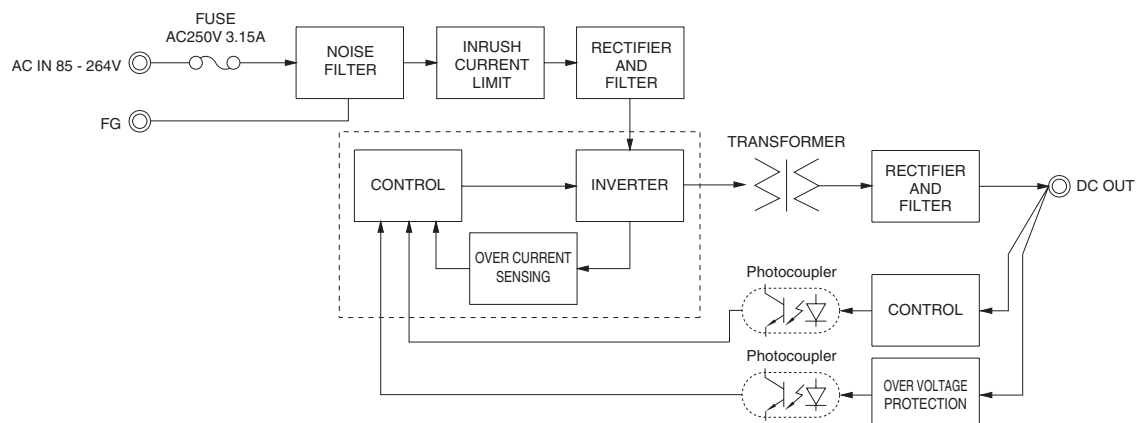 FUSE
AC250V 3.15A
AC IN 85 - 264V
NOISE
FILTER
INRUSH
CURRENT
LIMIT
RECTIFIER
AND
FILTER
FG
CONTROL
INVERTER
TRANSFORMER
RECTIFIER
AND
FILTER
DC OUT
OVER CURRENT
SENSING
Photocoupler
CONTROL
Photocoupler
OVER VOLTAGE
PROTECTION